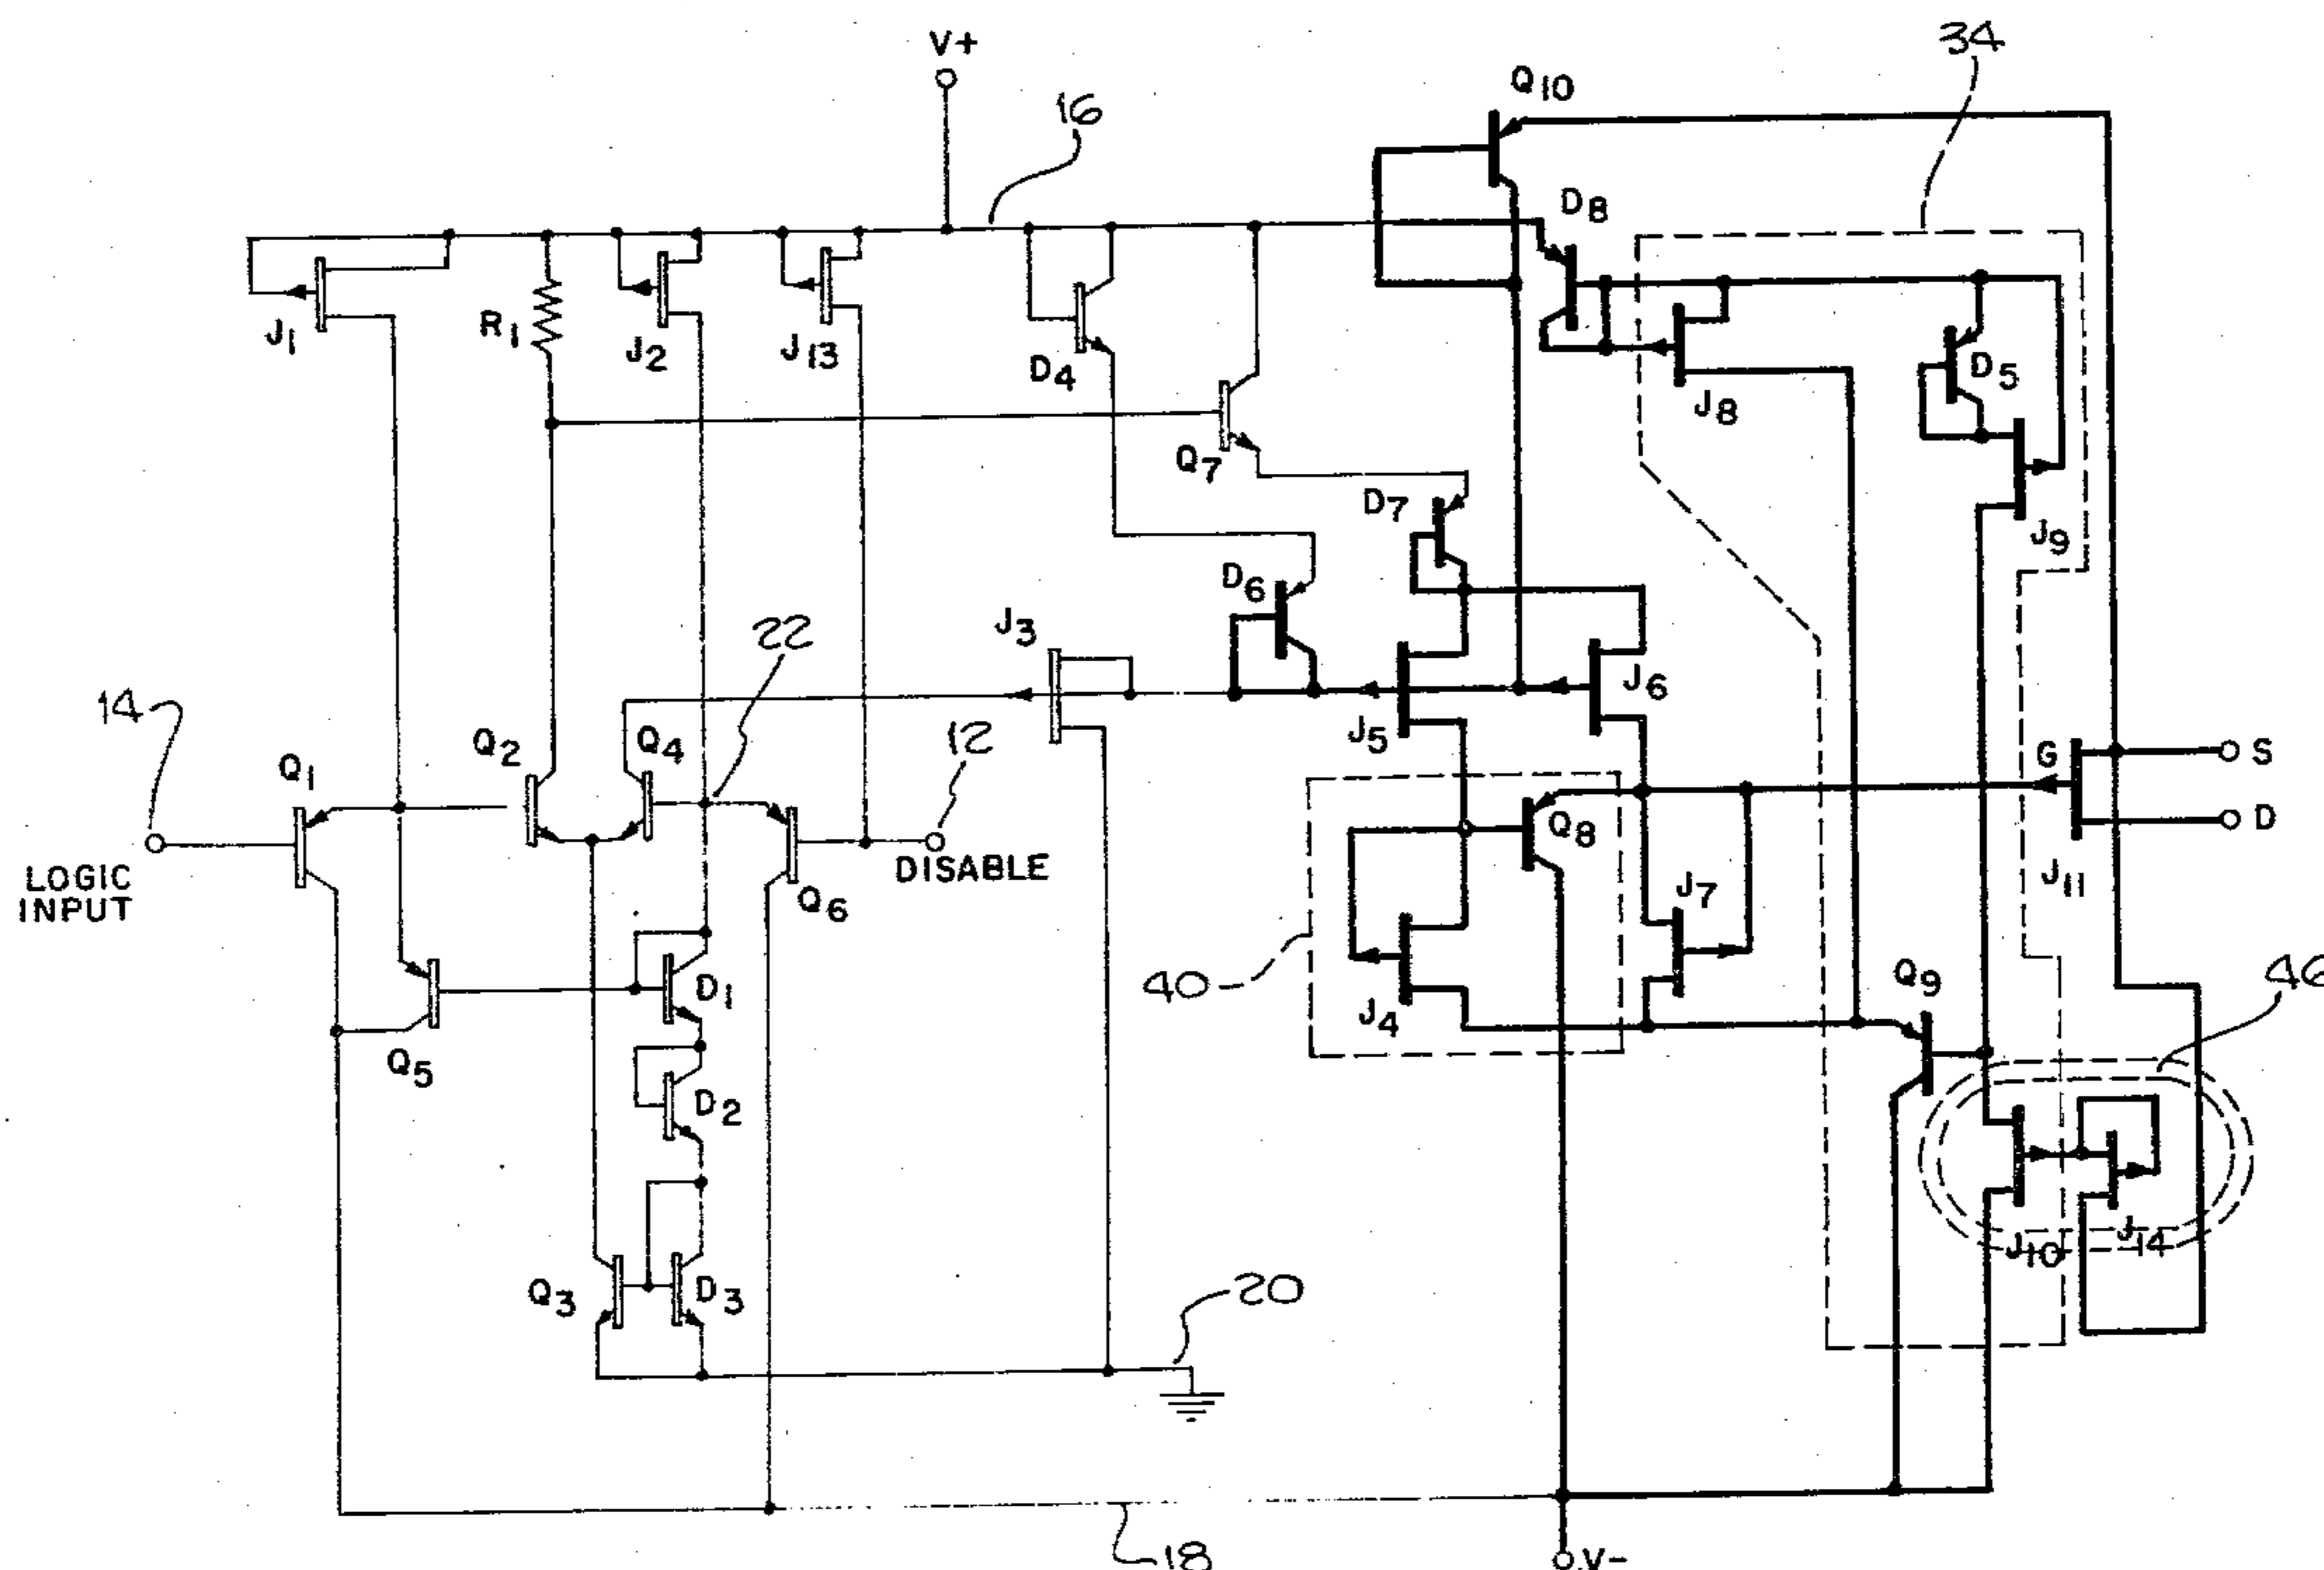 V+
34
Q10
16
D8
J1
R1
J2
J13
D4
J8
D5
Q7
D7
J9
D6
22
J3
J6
14
12
J5
G
S
Q1
Q2
Q4
Q8
D
LOGIC
INPUT
DISABLE
Q6
J7
J11
40
D1
J4
Q9
46
Q5
D2
J10
J14
Q3
D3
20
18
V-